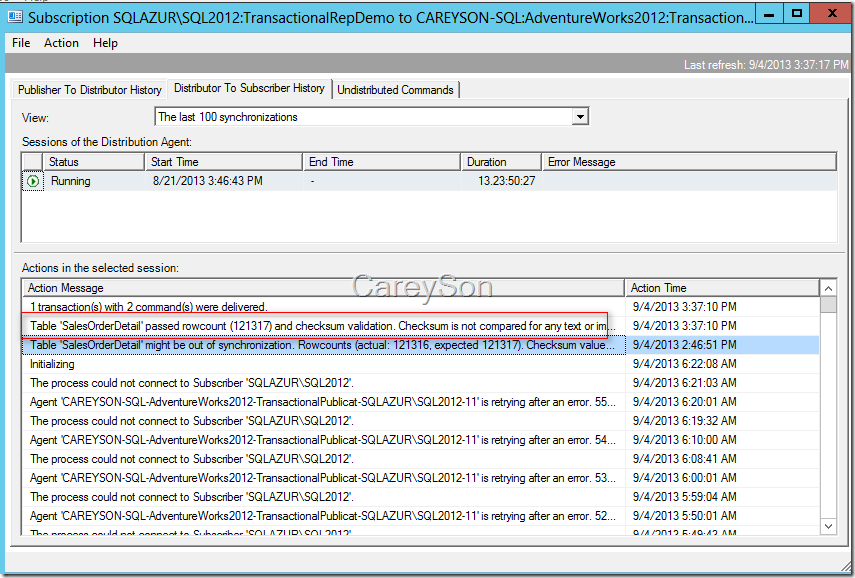 Subscription SQLAZUR\SQL2012:TransactionalRepDemo to CAREYSON-SQL:AdventureWorks2012:Transaction...
File Action Help
Last refresh: 9/4/2013 3:37:17 PM
Publisher To Distributor History Distributor To Subscriber History Undistributed Commands
View: The last 100 synchronizations
Sessions of the Distribution Agent:
Status Start Time End Time Duration Error Message
Running 8/21/2013 3:46:43 PM - 13.23:50:27
Actions in the selected session:
CareySon
Action Message Action Time
1 transaction(s) with 2 command(s) were delivered. 9/4/2013 3:37:10 PM
Table 'SalesOrderDetail' passed rowcount (121317) and checksum validation. Checksum is not compared for any text or im... 9/4/2013 3:37:10 PM
Table 'SalesOrderDetail' might be out of synchronization. Rowcounts (actual: 121316, expected 121317). Checksum value... 9/4/2013 2:46:51 PM
Initializing 9/4/2013 6:22:08 AM
The process could not connect to Subscriber 'SQLAZUR\SQL2012'. 9/4/2013 6:21:03 AM
Agent 'CAREYSON-SQL-AdventureWorks2012-TransactionalPublicat-SQLAZUR\SQL2012-11' is retrying after an error. 55... 9/4/2013 6:20:01 AM
The process could not connect to Subscriber 'SQLAZUR\SQL2012'. 9/4/2013 6:19:32 AM
Agent 'CAREYSON-SQL-AdventureWorks2012-TransactionalPublicat-SQLAZUR\SQL2012-11' is retrying after an error. 54... 9/4/2013 6:10:00 AM
The process could not connect to Subscriber 'SQLAZUR\SQL2012'. 9/4/2013 6:08:41 AM
Agent 'CAREYSON-SQL-AdventureWorks2012-TransactionalPublicat-SQLAZUR\SQL2012-11' is retrying after an error. 53... 9/4/2013 6:00:01 AM
The process could not connect to Subscriber 'SQLAZUR\SQL2012'. 9/4/2013 5:59:04 AM
Agent 'CAREYSON-SQL-AdventureWorks2012-TransactionalPublicat-SQLAZUR\SQL2012-11' is retrying after an error. 52... 9/4/2013 5:50:01 AM
The process could not connect to Subscriber 'SQLAZUR\SQL2012'. 9/4/2013